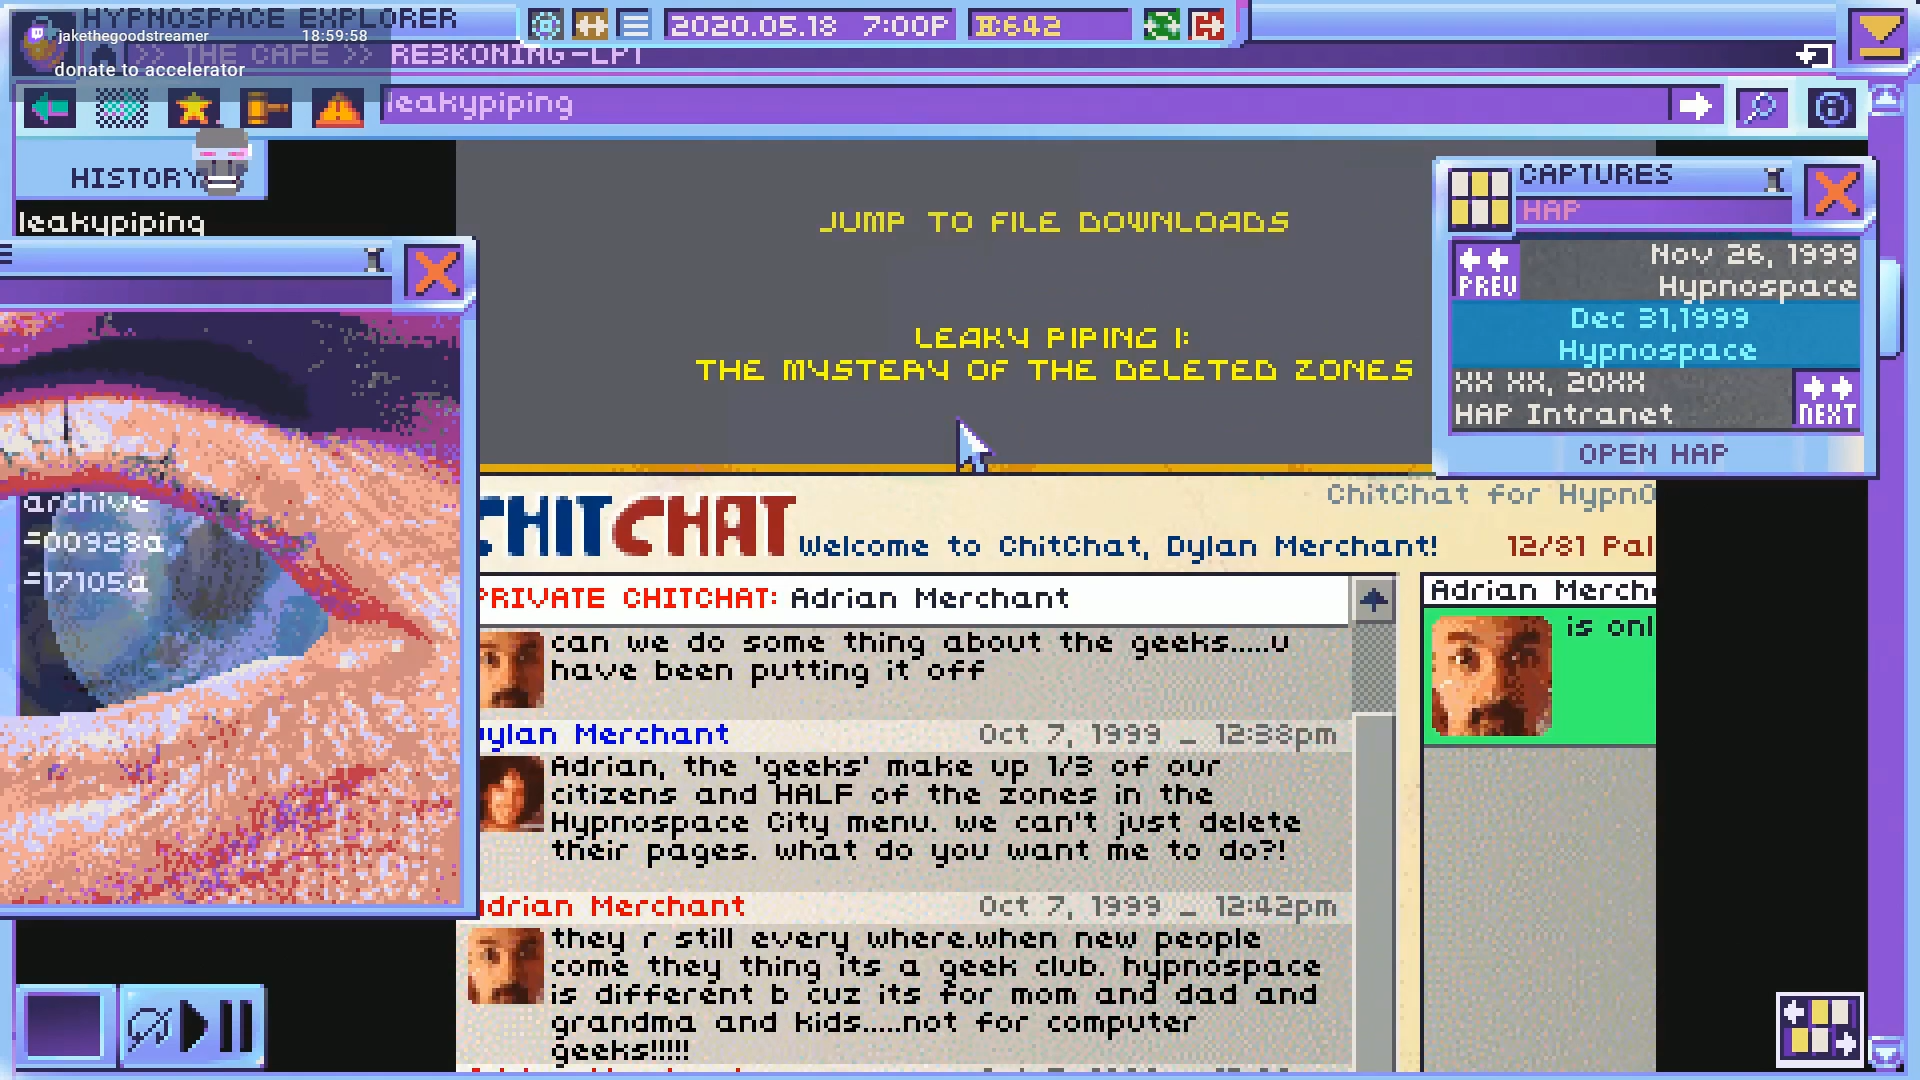 HYPNOSPACE EXPLORER
jakethegoodstreamer 18:59:58
donate to accelerator
2020.05.18 7:00P
642
>> THE CAFE >> RE3KONING-LPT
leakypiping
HISTORY
leakypiping
archive
=00923a
=17105a
JUMP TO FILE DOWNLOADS
LEAKY PIPING 1:
THE MYSTERY OF THE DELETED ZONES
CAPTURES
HAP
PREV
Nov 26, 1999
Hypnospace
Dec 31,1999
Hypnospace
XX XX, 20XX
HAP Intranet
NEXT
OPEN HAP
ChitChat for Hypn
CHITCHAT
Welcome to ChitChat, Dylan Merchant!
12/31 Pal
PRIVATE CHITCHAT: Adrian Merchant
can we do some thing about the geeks.....u
have been putting it off
Dylan Merchant Oct 7, 1999 _ 12:38pm
Adrian, the 'geeks' make up 1/3 of our
citizens and HALF of the zones in the
Hypnospace City menu. we can't just delete
their pages. what do you want me to do?!
Adrian Merchant Oct 7, 1999 _ 12:42pm
they r still every where.when new people
come they thing its a geek club. hypnospace
is different b cuz its for mom and dad and
grandma and kids.....not for computer
geeks!!!!!
Adrian Merch
is onl